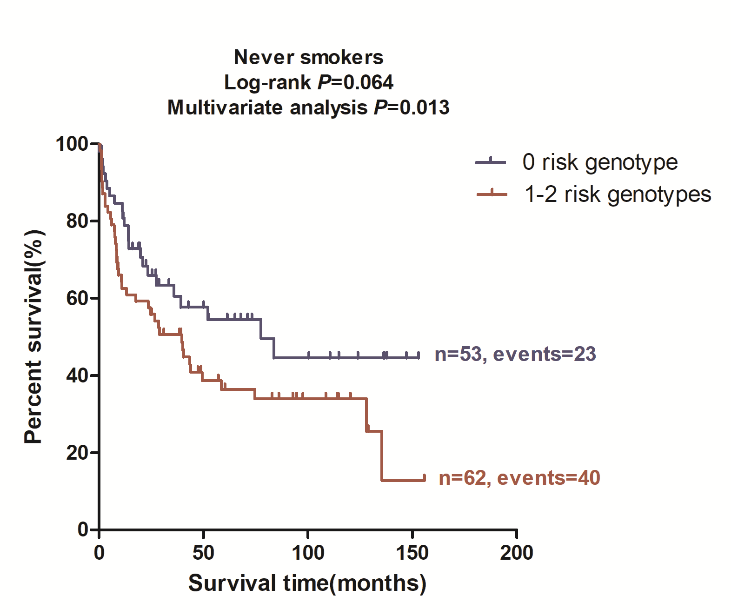 Never smokers
Log-rank P=0.064
Multivariate analysis P=0.013
0 risk genotype
1-2 risk genotypes
Percent survival(%)
100
80
60
40
20
0
n=53, events=23
n=62, events=40
0
50
100
150
200
Survival time(months)